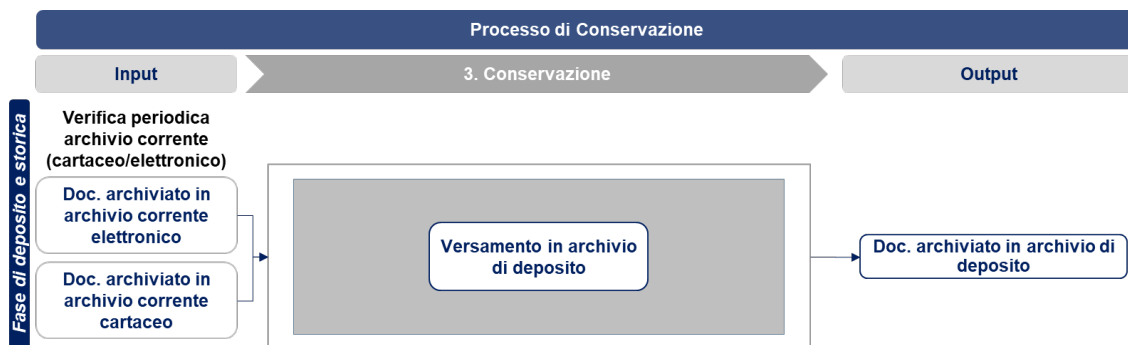 Processo di Conservazione
Input
3. Conservazione
Output
Fase di deposito e storica
Verifica periodica
archivio corrente
(cartaceo/elettronico)
Doc. archiviato in
archivio corrente
elettronico
Doc. archiviato in
archivio corrente
cartaceo
Versamento in archivio
di deposito
Doc. archiviato in archivio di
deposito